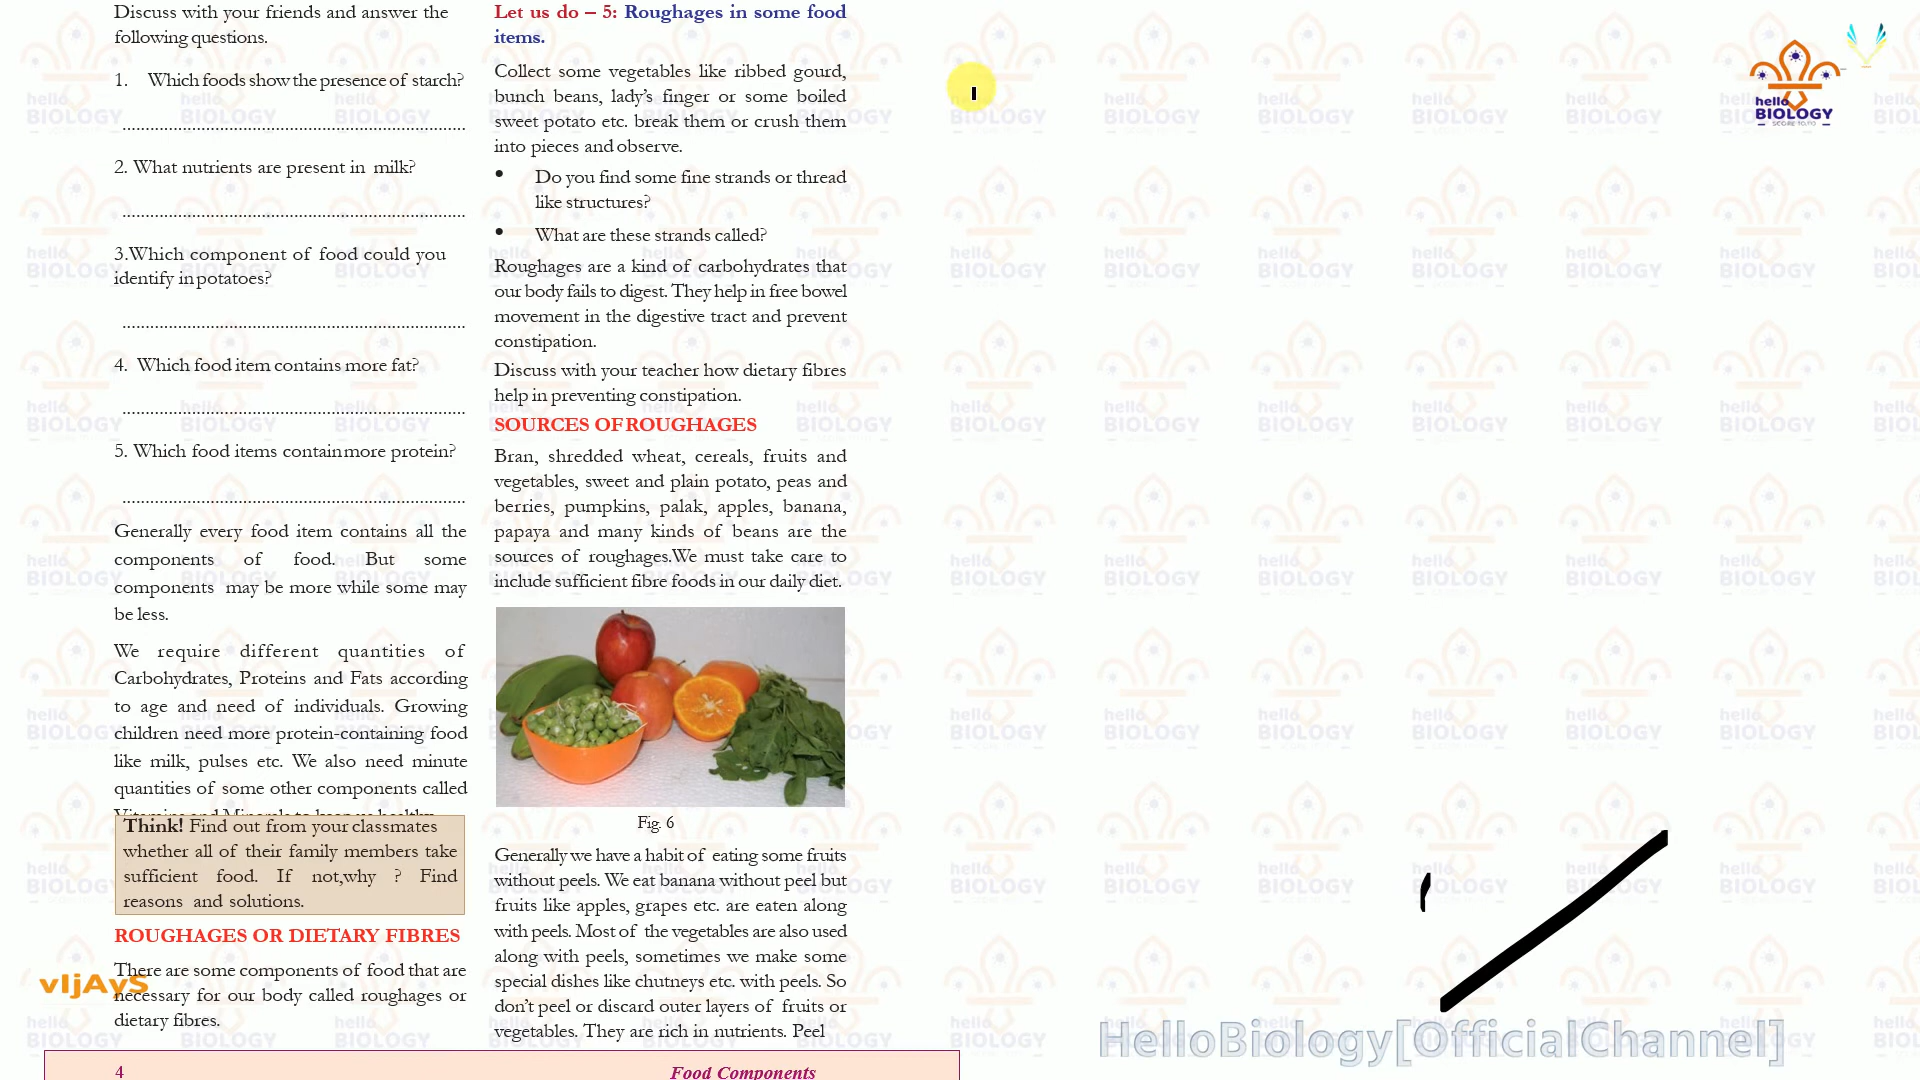 Discuss with your friends and answer the
following questions.
1. Which foods show the presence of starch?
2. What nutrients are present in milk?
3.Which component of food could you
identify in potatoes?
4. Which food item contains more fat?
5. Which food items contain more protein?
Generally every food item contains all the
components of food. But some
components may be more while some may
be less.
We require different quantities of
Carbohydrates, Proteins and Fats according
to age and need of individuals. Growing
children need more protein-containing food
like milk, pulses etc. We also need minute
quantities of some other components called
Vitamins and Minerals to keep us healthy.
Think! Find out from your classmates
whether all of their family members take
sufficient food. If not,why ? Find
reasons and solutions.
ROUGHAGES OR DIETARY FIBRES
There are some components of food that are
necessary for our body called roughages or
dietary fibres.
vIjAyS
4
Let us do – 5: Roughages in some food
items.
Collect some vegetables like ribbed gourd,
bunch beans, lady’s finger or some boiled
sweet potato etc. break them or crush them
into pieces and observe.
• Do you find some fine strands or thread
like structures?
• What are these strands called?
Roughages are a kind of carbohydrates that
our body fails to digest. They help in free bowel
movement in the digestive tract and prevent
constipation.
Discuss with your teacher how dietary fibres
help in preventing constipation.
SOURCES OF ROUGHAGES
Bran, shredded wheat, cereals, fruits and
vegetables, sweet and plain potato, peas and
berries, pumpkins, palak, apples, banana,
papaya and many kinds of beans are the
sources of roughages.We must take care to
include sufficient fibre foods in our daily diet.
Fig. 6
Generally we have a habit of eating some fruits
without peels. We eat banana without peel but
fruits like apples, grapes etc. are eaten along
with peels. Most of the vegetables are also used
along with peels, sometimes we make some
special dishes like chutneys etc. with peels. So
don’t peel or discard outer layers of fruits or
vegetables. They are rich in nutrients. Peel
Food Components
hello
BIOLOGY
HelloBiology[OfficialChannel]